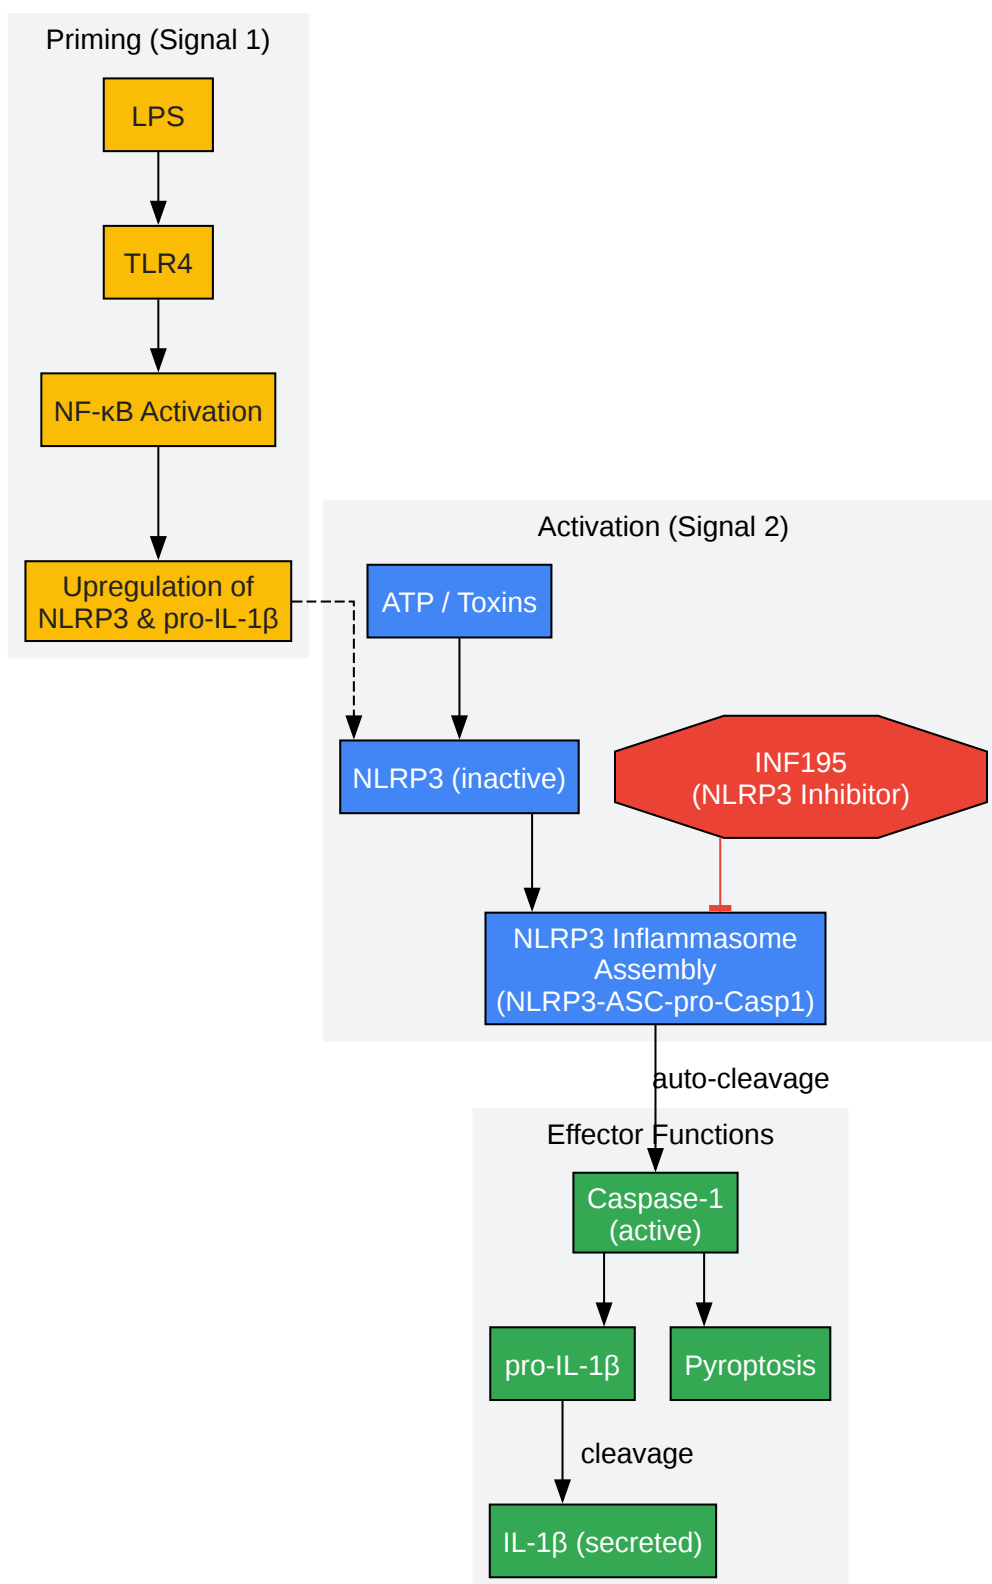 Priming (Signal 1)
LPS
TLR4
NF-κB Activation
Upregulation of
NLRP3 & pro-IL-1β
Activation (Signal 2)
ATP / Toxins
NLRP3 (inactive)
INF195
(NLRP3 Inhibitor)
NLRP3 Inflammasome
Assembly
(NLRP3-ASC-pro-Casp1)
auto-cleavage
Effector Functions
Caspase-1
(active)
pro-IL-1β
Pyroptosis
cleavage
IL-1β (secreted)